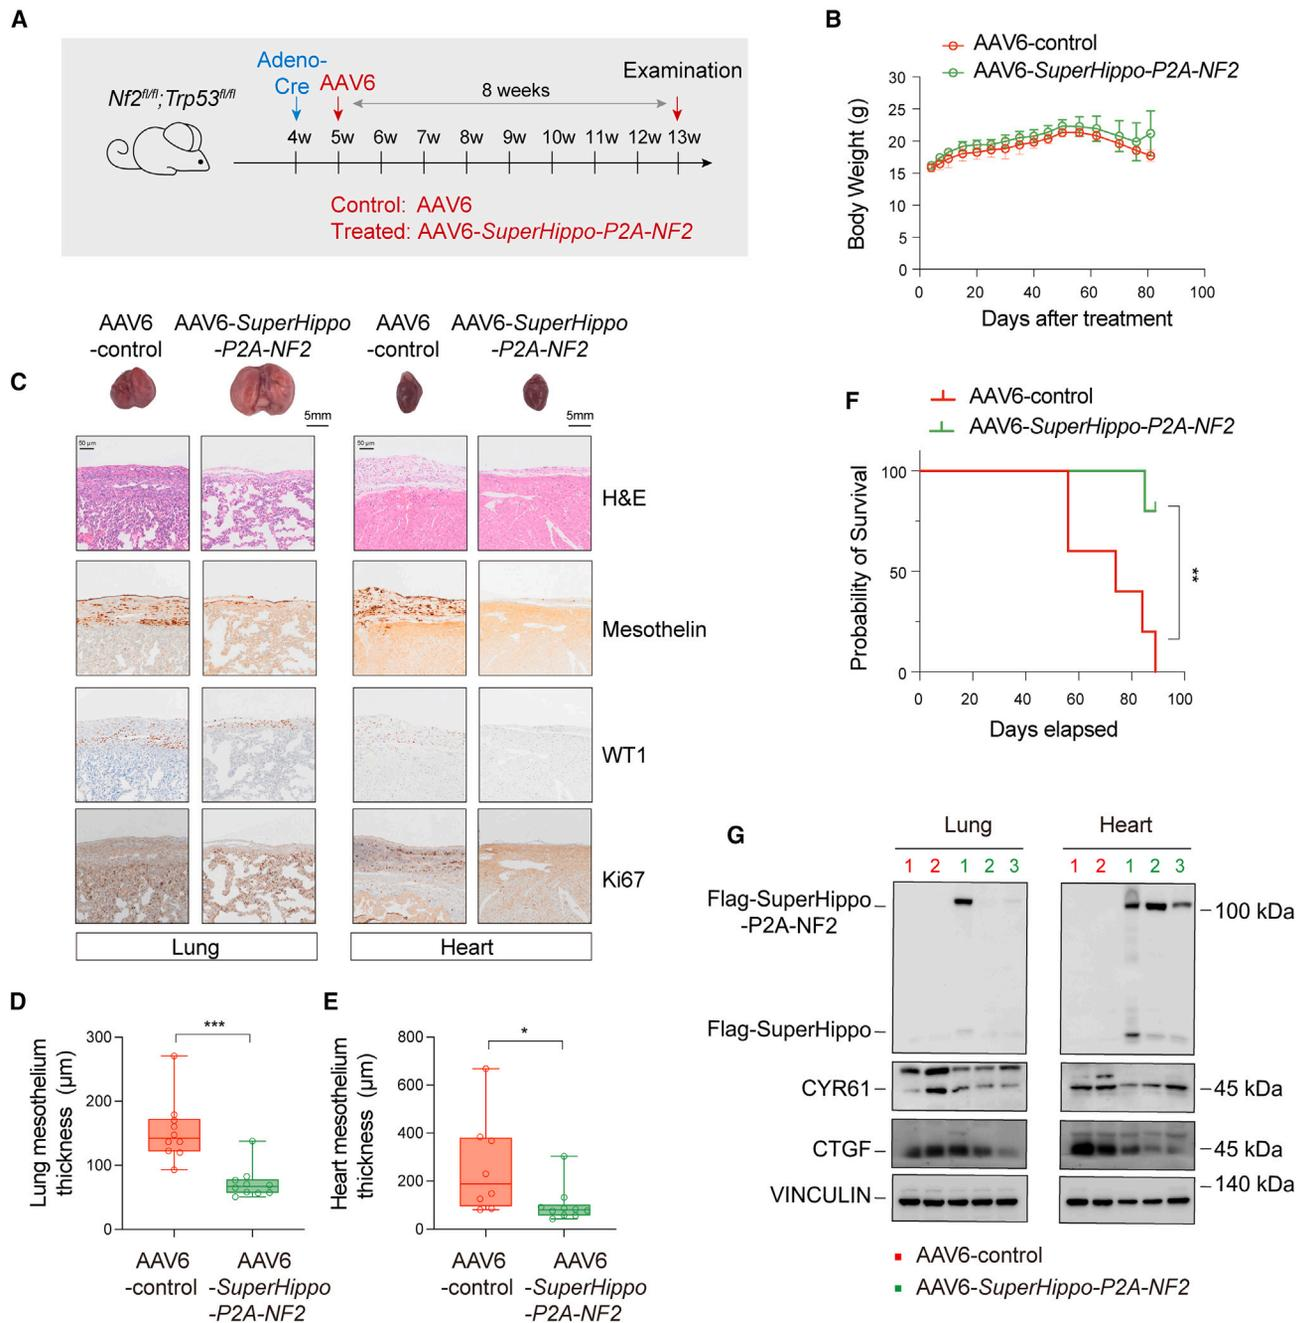 A
Nf2fl/fl;Trp53fl/fl
Adeno-
Cre
AAV6
8 weeks
Examination
4w 5w 6w 7w 8w 9w 10w 11w 12w 13w
Control: AAV6
Treated: AAV6-SuperHippo-P2A-NF2
B
AAV6-control
AAV6-SuperHippo-P2A-NF2
Body Weight (g)
30
25
20
15
10
5
0
0 20 40 60 80 100
Days after treatment
C
AAV6
-control
AAV6-SuperHippo
-P2A-NF2
AAV6
-control
AAV6-SuperHippo
-P2A-NF2
5mm
5mm
50 μm
50 μm
H&E
Mesothelin
WT1
Ki67
Lung
Heart
D
Lung mesothelium
thickness (μm)
300
200
100
0
***
AAV6
-control
AAV6
-SuperHippo
-P2A-NF2
E
Heart mesothelium
thickness (μm)
800
600
400
200
0
*
AAV6
-control
AAV6
-SuperHippo
-P2A-NF2
F
AAV6-control
AAV6-SuperHippo-P2A-NF2
Probability of Survival
100
50
0
**
0 20 40 60 80 100
Days elapsed
G
Lung
Heart
1 2 1 2 3
1 2 1 2 3
Flag-SuperHippo
-P2A-NF2
100 kDa
Flag-SuperHippo
CYR61
45 kDa
CTGF
45 kDa
VINCULIN
140 kDa
AAV6-control
AAV6-SuperHippo-P2A-NF2